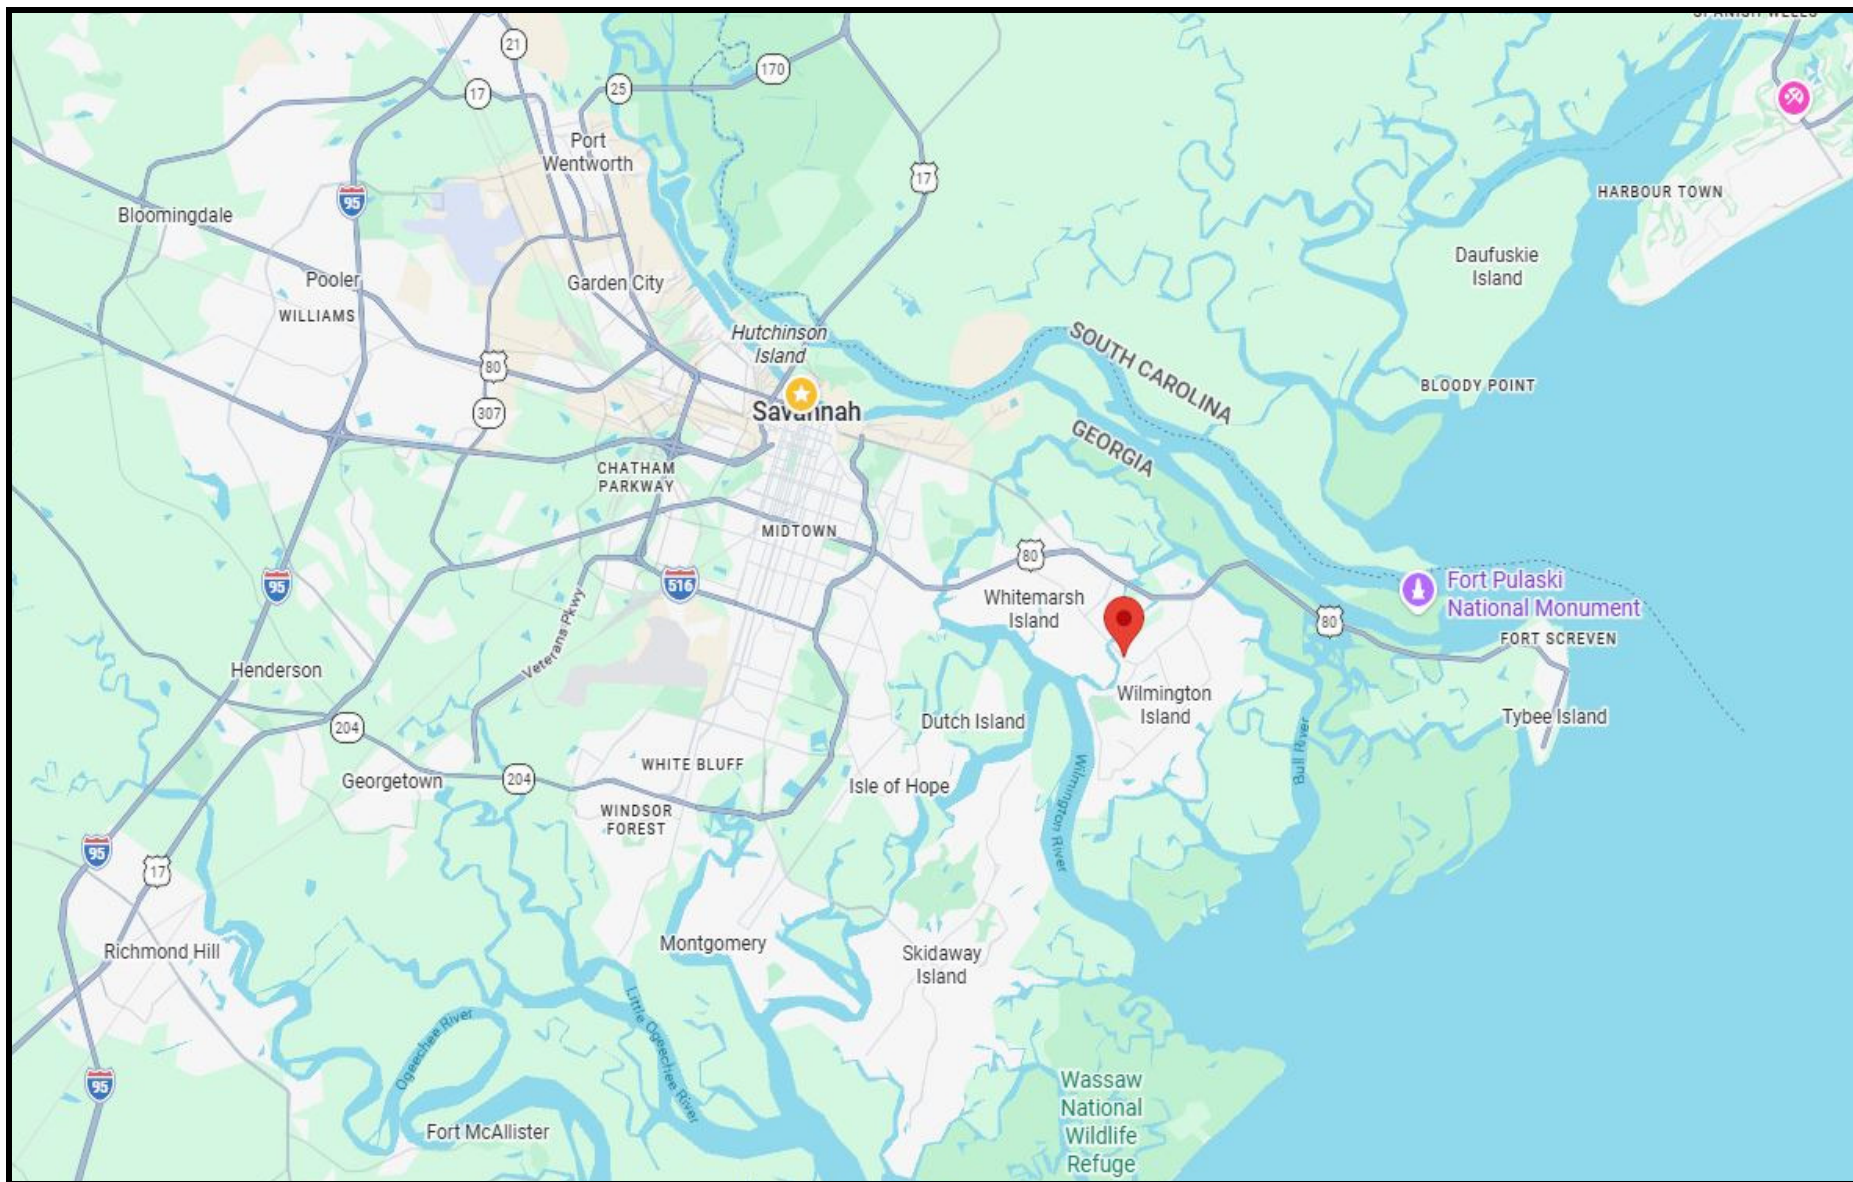 SPANISH WELLS
21
170
17
25
Port
Wentworth
17
95
HARBOUR TOWN
Bloomingdale
Daufuskie
Island
Pooler
Garden City
WILLIAMS
Hutchinson
Island
SOUTH CAROLINA
80
BLOODY POINT
307
Savannah
GEORGIA
CHATHAM
PARKWAY
MIDTOWN
80
95
516
Fort Pulaski
National Monument
Whitemarsh
Island
80
FORT SCREVEN
Veterans Pkwy
Henderson
Wilmington
Island
204
Dutch Island
Tybee Island
Bull River
WHITE BLUFF
Georgetown
204
Isle of Hope
Wilmington River
WINDSOR
FOREST
95
17
Richmond Hill
Montgomery
Skidaway
Island
Ogeechee River
Little Ogeechee River
95
Wassaw
National
Wildlife
Refuge
Fort McAllister